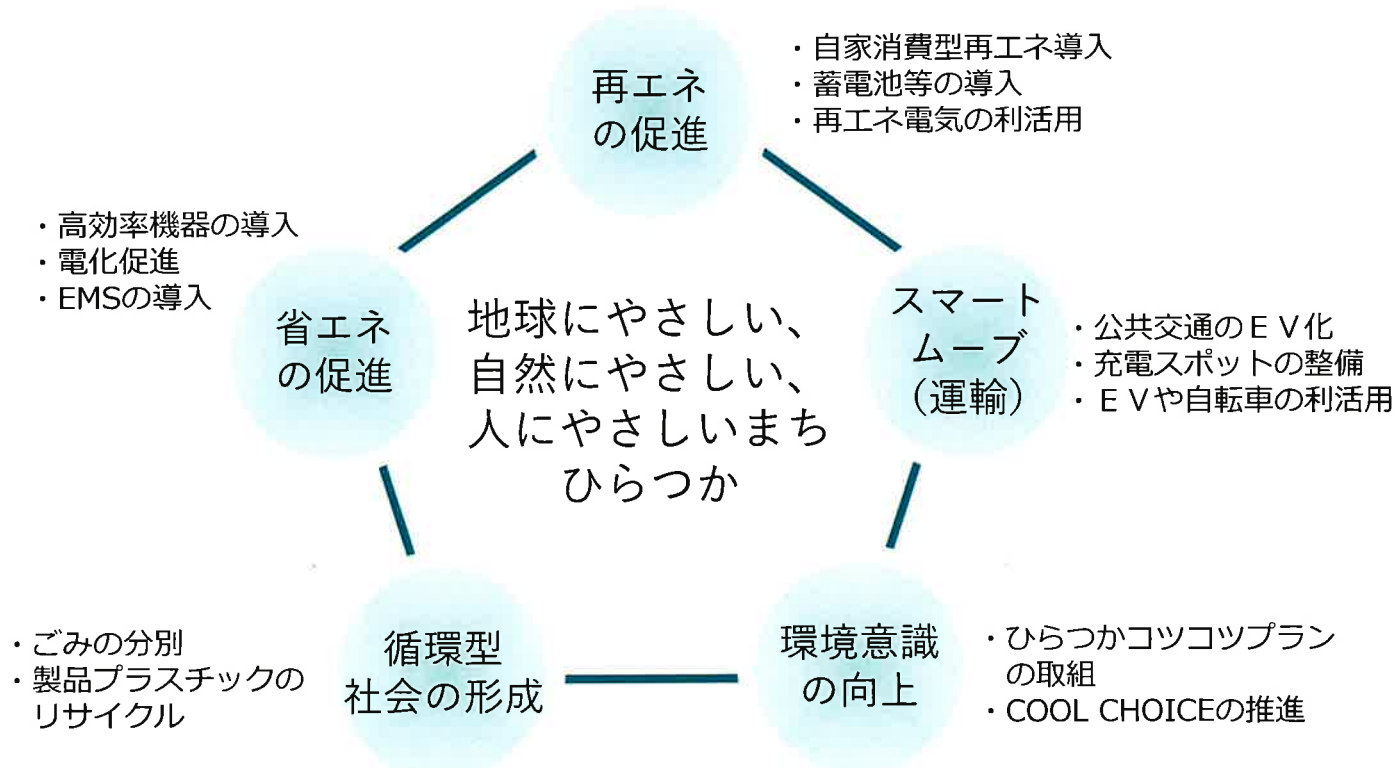 再エネ
の促進
・自家消費型再エネ導入
・蓄電池等の導入
・再エネ電気の利活用
・高効率機器の導入
・電化促進
・EMSの導入
省エネ
の促進
地球にやさしい、
自然にやさしい、
人にやさしいまち
ひらつか
スマート
ムーブ
（運輸）
・公共交通のＥＶ化
・充電スポットの整備
・ＥＶや自転車の利活用
・ごみの分別
・製品プラスチックの
リサイクル
循環型
社会の形成
環境意識
の向上
・ひらつかコツコツプラン
の取組
・COOL CHOICEの推進